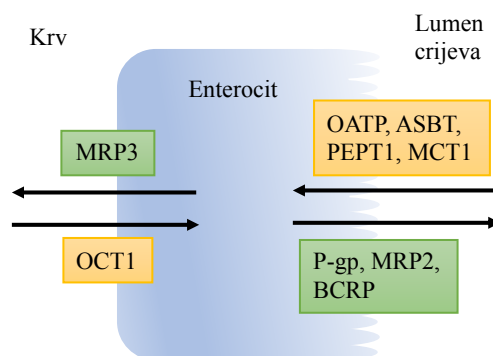 Krv
Lumen
crijeva
Enterocit
OATP, ASBT,
PEPT1, MCT1
MRP3
OCT1
P-gp, MRP2,
BCRP